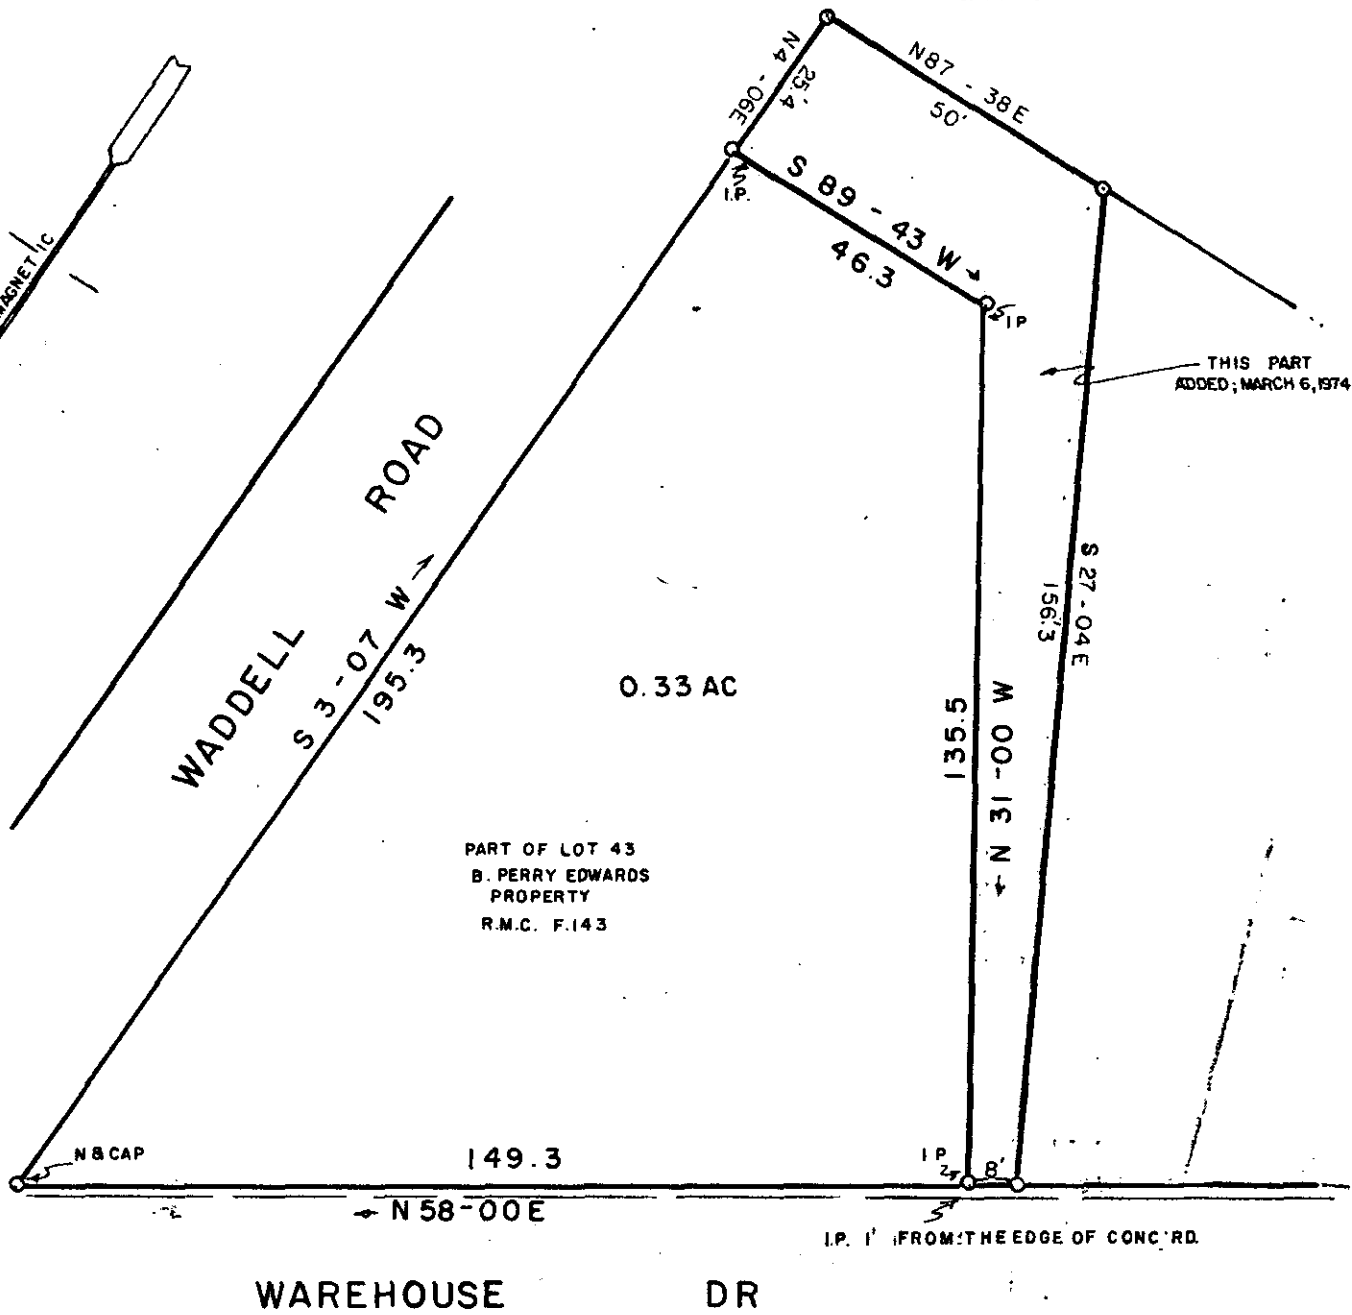 N 4 - 06E
25.4'
N87 - 38E
50'
MAGNETIC
I.P.
S 89 - 43 W
46.3
I P
THIS PART
ADDED; MARCH 6, 1974
WADDELL ROAD
S 3-07 W
195.3
0.33 AC
135.5
N 31-00 W
S 27-04E
156.3'
PART OF LOT 43
B. PERRY EDWARDS
PROPERTY
R.M.C. F.143
N & CAP
149.3
I P
8'
N 58-00E
I.P. 1' FROM THE EDGE OF CONC RD.
WAREHOUSE DR